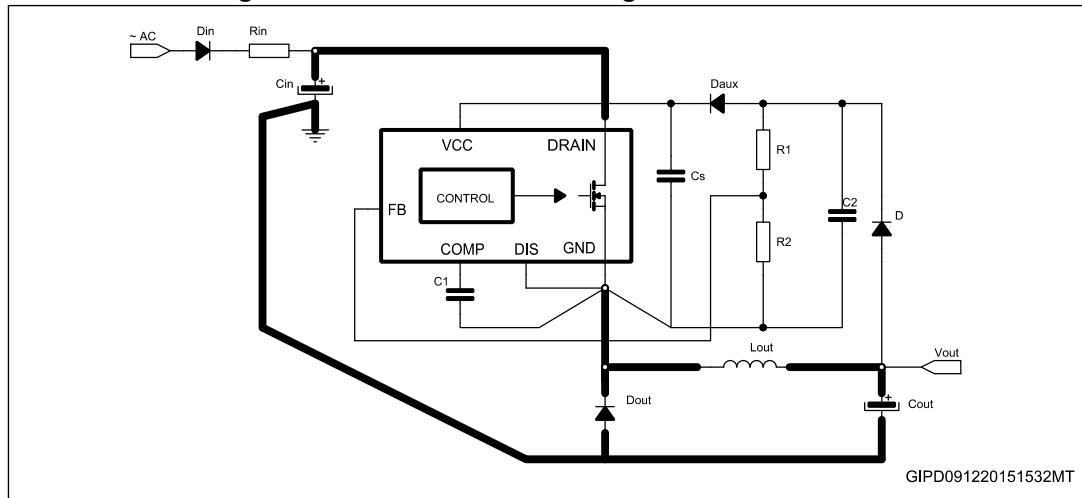 ~ AC
Din
Rin
Cin
+
Daux
VCC
DRAIN
R1
Cs
CONTROL
FB
C2
D
R2
COMP
DIS
GND
C1
Lout
Vout
Dout
+
Cout
GIPD091220151532MT